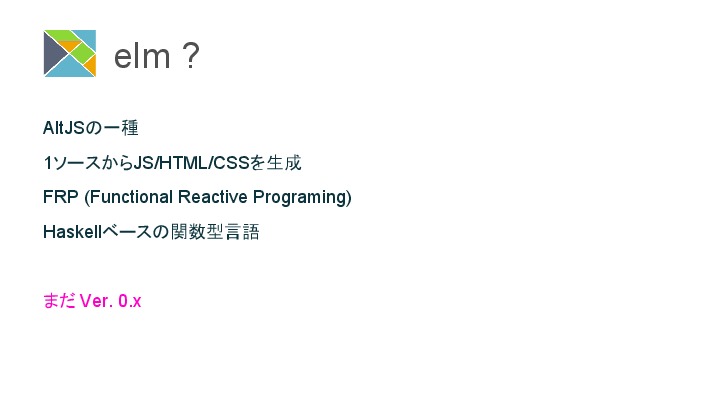 elm ?
AltJSの一種
1ソースからJS/HTML/CSSを生成
FRP (Functional Reactive Programing)
Haskellベースの関数型言語
まだ Ver. 0.x